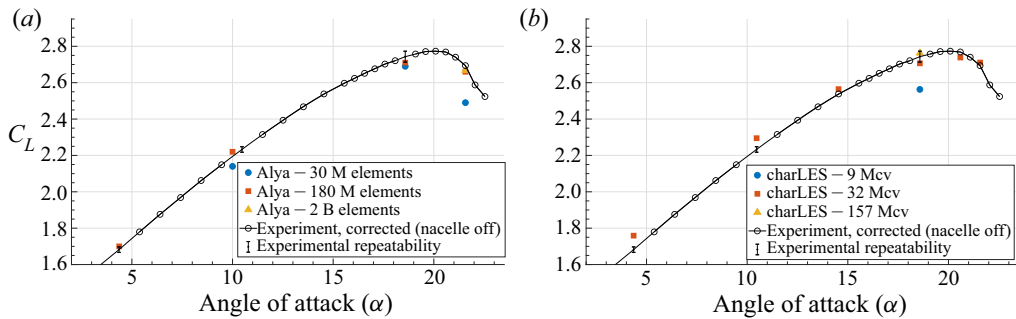 (a)
(b)
2.8
2.6
2.4
C_L 2.2
2.0
1.8
1.6
5 10 15 20
Angle of attack (α)
Alya – 30 M elements
Alya – 180 M elements
Alya – 2 B elements
Experiment, corrected (nacelle off)
Experimental repeatability
2.8
2.6
2.4
2.2
2.0
1.8
1.6
5 10 15 20
Angle of attack (α)
charLES – 9 Mcv
charLES – 32 Mcv
charLES – 157 Mcv
Experiment, corrected (nacelle off)
Experimental repeatability